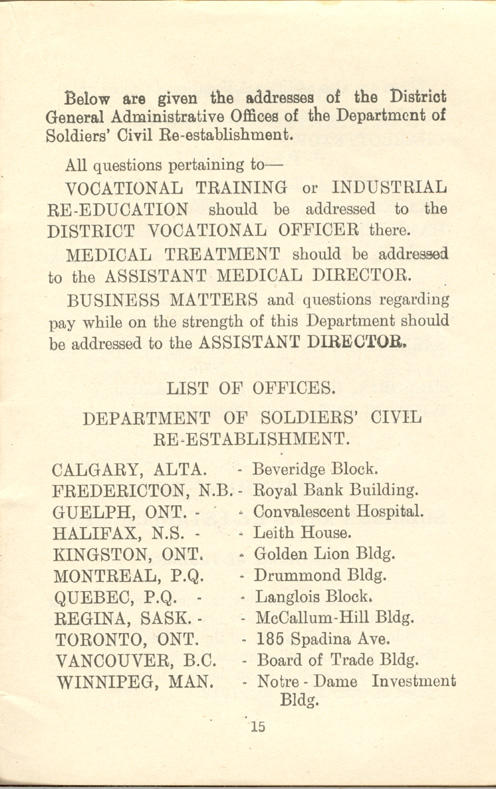 Below are given the addresses of the District
General Administrative Offices of the Department of
Soldiers' Civil Re-establishment.
All questions pertaining to—
VOCATIONAL TRAINING or INDUSTRIAL
RE-EDUCATION should be addressed to the
DISTRICT VOCATIONAL OFFICER there.
MEDICAL TREATMENT should be addressed
to the ASSISTANT MEDICAL DIRECTOR.
BUSINESS MATTERS and questions regarding
pay while on the strength of this Department should
be addressed to the ASSISTANT DIRECTOR.
LIST OF OFFICES.
DEPARTMENT OF SOLDIERS' CIVIL
RE-ESTABLISHMENT.
CALGARY, ALTA. - Beveridge Block.
FREDERICTON, N.B. - Royal Bank Building.
GUELPH, ONT. - - Convalescent Hospital.
HALIFAX, N.S. - - Leith House.
KINGSTON, ONT. - Golden Lion Bldg.
MONTREAL, P.Q. - Drummond Bldg.
QUEBEC, P.Q. - - Langlois Block.
REGINA, SASK. - - McCallum-Hill Bldg.
TORONTO, ONT. - 185 Spadina Ave.
VANCOUVER, B.C. - Board of Trade Bldg.
WINNIPEG, MAN. - Notre-Dame Investment
Bldg.
15